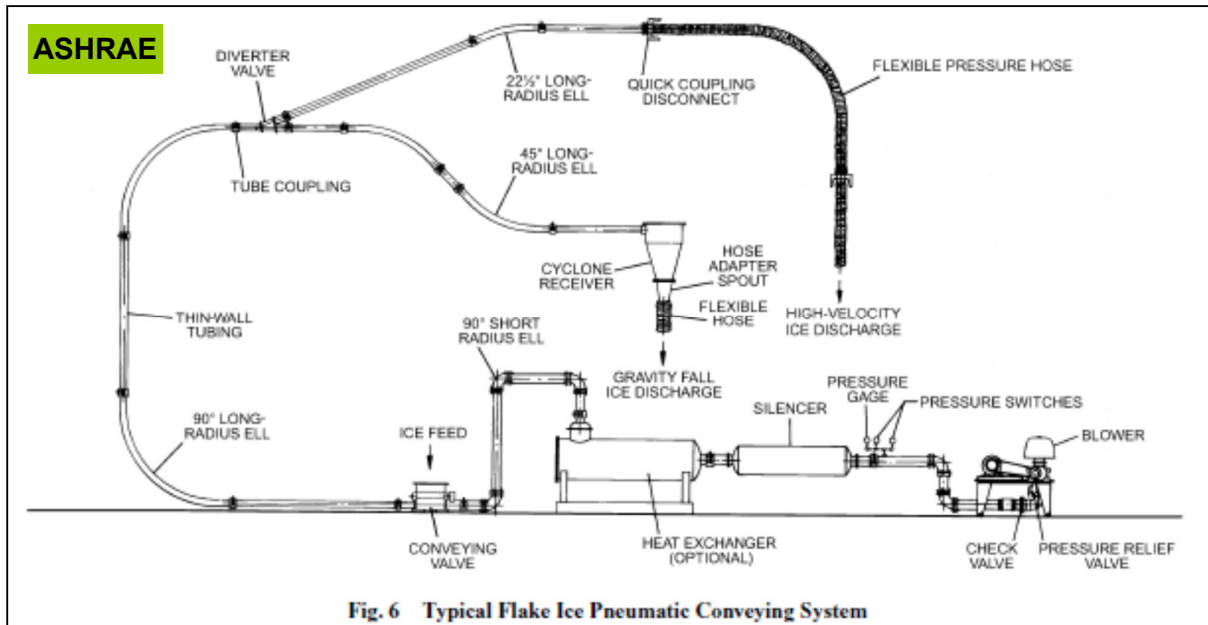 ASHRAE
DIVERTER
VALVE
22½° LONG-
RADIUS ELL
QUICK COUPLING
DISCONNECT
FLEXIBLE PRESSURE HOSE
TUBE COUPLING
45° LONG-
RADIUS ELL
CYCLONE
RECEIVER
HOSE
ADAPTER
SPOUT
FLEXIBLE
HOSE
HIGH-VELOCITY
ICE DISCHARGE
THIN-WALL
TUBING
90° SHORT
RADIUS ELL
GRAVITY FALL
ICE DISCHARGE
PRESSURE
GAGE
PRESSURE SWITCHES
SILENCER
BLOWER
90° LONG-
RADIUS ELL
ICE FEED
CONVEYING
VALVE
HEAT EXCHANGER
(OPTIONAL)
CHECK
VALVE
PRESSURE RELIEF
VALVE
Fig. 6 Typical Flake Ice Pneumatic Conveying System